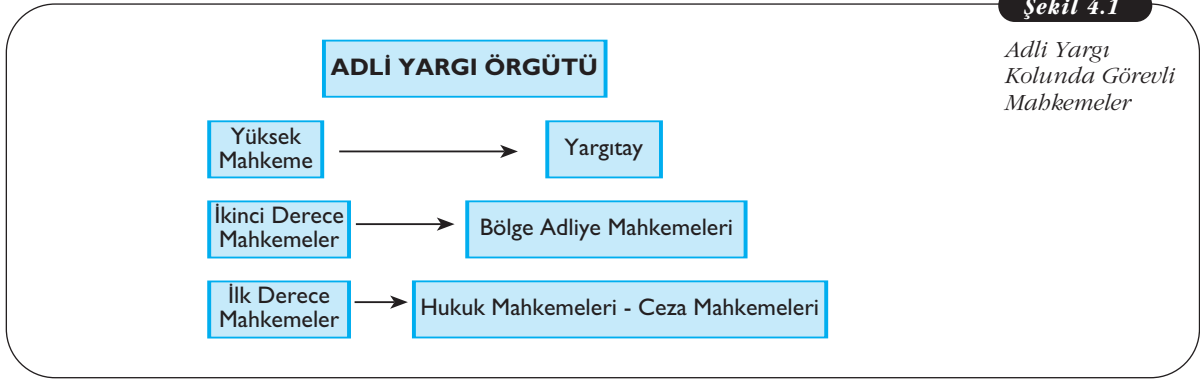 Şekil 4.1
Adli Yargı
Kolunda Görevli
Mahkemeler
ADLİ YARGI ÖRGÜTÜ
Yüksek
Mahkeme
Yargıtay
İkinci Derece
Mahkemeler
Bölge Adliye Mahkemeleri
İlk Derece
Mahkemeler
Hukuk Mahkemeleri - Ceza Mahkemeleri